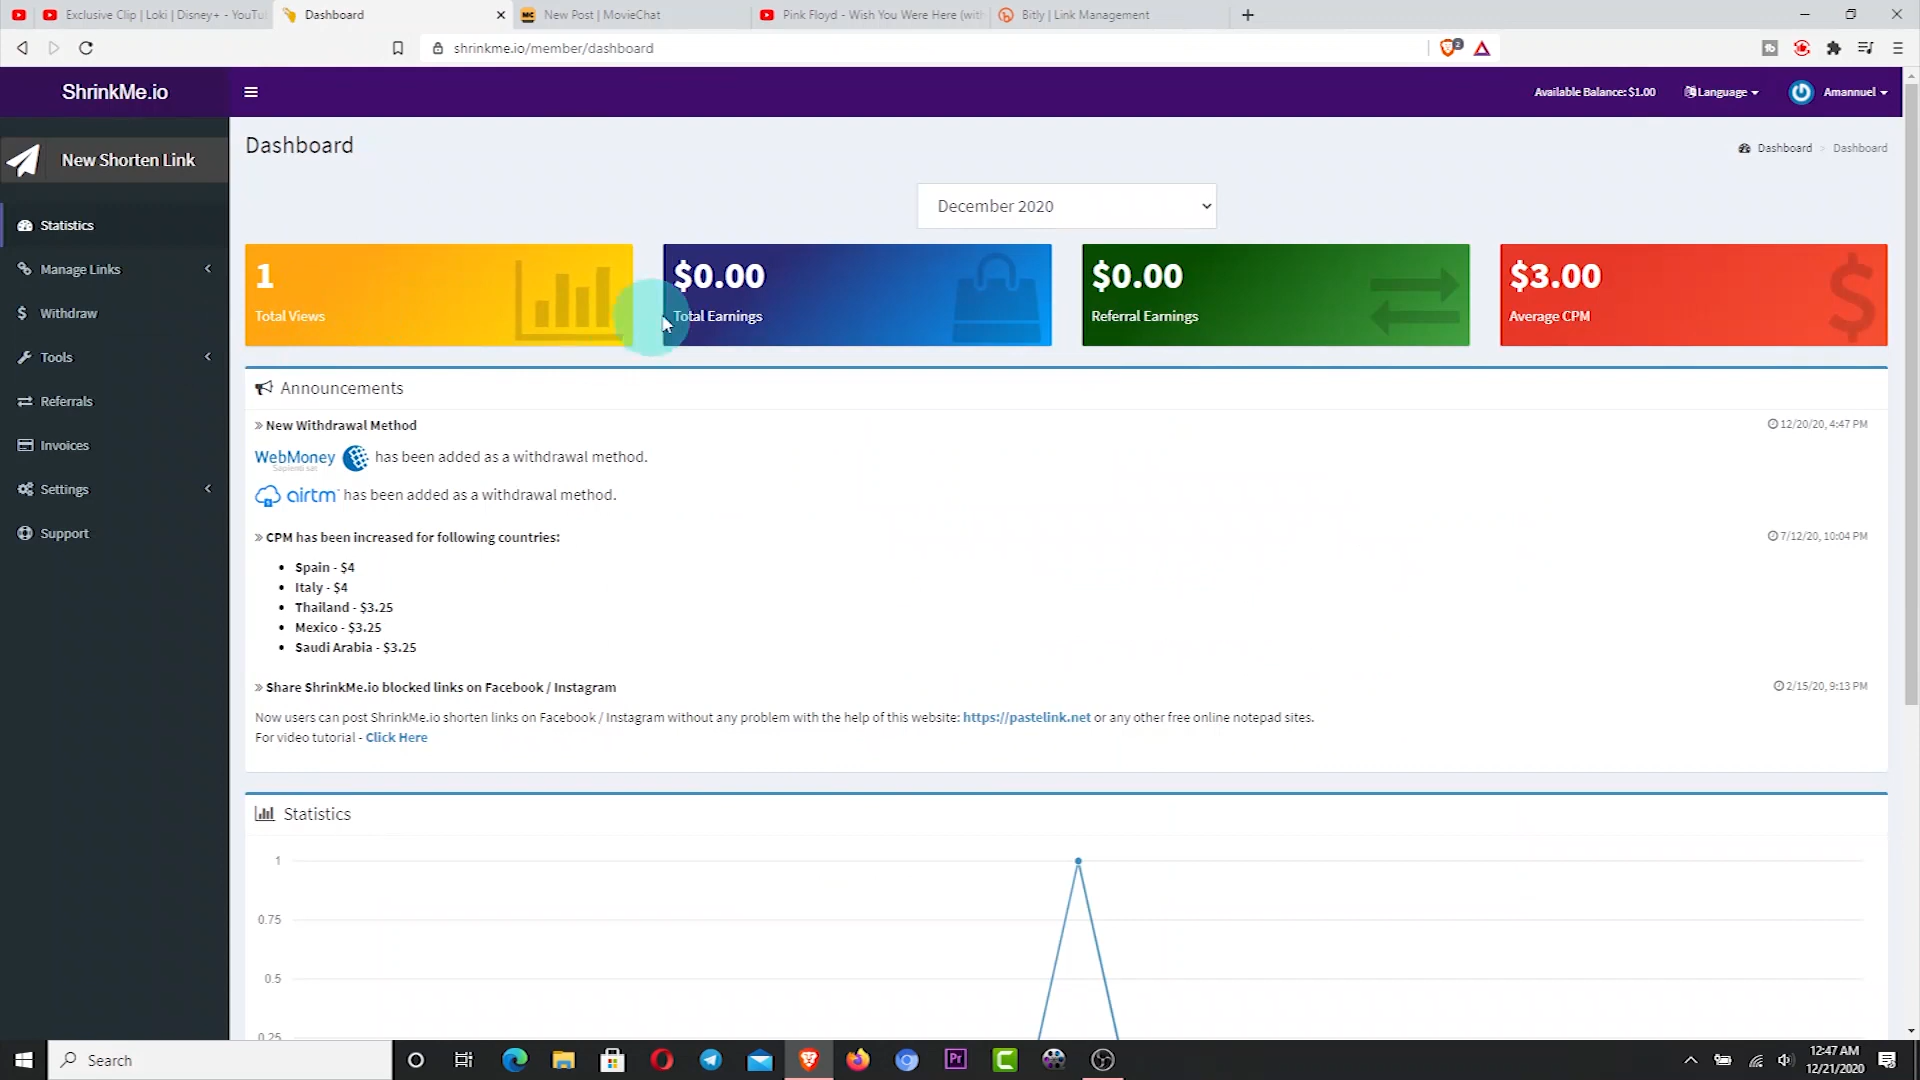 Exclusive Clip | Loki | Disney+ - YouTu
Dashboard
New Post | MovieChat
Pink Floyd - Wish You Were Here (wit
Bitly | Link Management
shrinkme.io/member/dashboard
2
ShrinkMe.io
Available Balance: $1.00
Language
Amannuel
New Shorten Link
Statistics
Manage Links
Withdraw
Tools
Referrals
Invoices
Settings
Support
Dashboard
Dashboard > Dashboard
December 2020
1
Total Views
$0.00
Total Earnings
$0.00
Referral Earnings
$3.00
Average CPM
Announcements
» New Withdrawal Method
12/20/20, 4:47 PM
WebMoney has been added as a withdrawal method.
airtm has been added as a withdrawal method.
» CPM has been increased for following countries:
7/12/20, 10:04 PM
• Spain - $4
• Italy - $4
• Thailand - $3.25
• Mexico - $3.25
• Saudi Arabia - $3.25
» Share ShrinkMe.io blocked links on Facebook / Instagram
2/15/20, 9:13 PM
Now users can post ShrinkMe.io shorten links on Facebook / Instagram without any problem with the help of this website: https://pastelink.net or any other free online notepad sites.
For video tutorial - Click Here
Statistics
1
0.75
0.5
0.25
Search
Pr
12:47 AM
12/21/2020